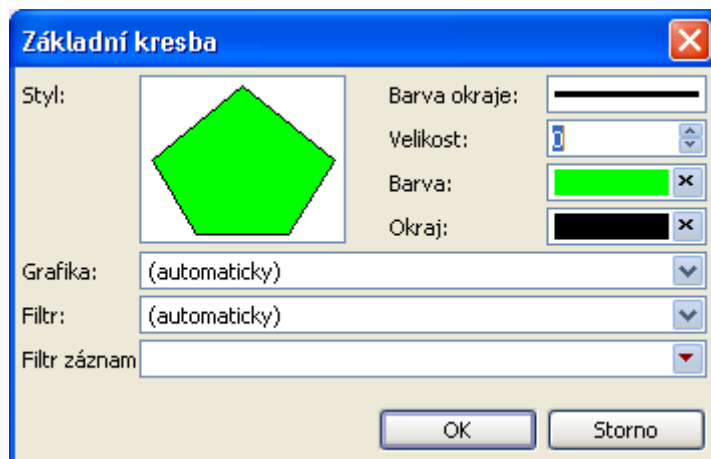 Základní kresba
Styl:
Barva okraje:
Velikost: 0
Barva:
Okraj:
Grafika: (automaticky)
Filtr: (automaticky)
Filtr záznam
OK Storno